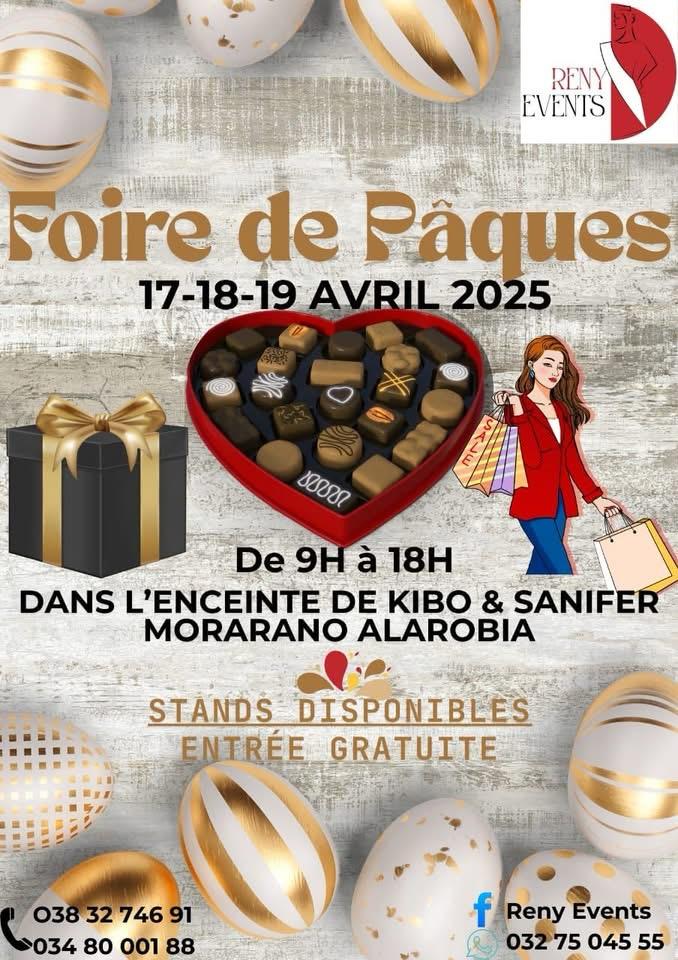 RENY
EVENTS
Foire de Pâques
17-18-19 AVRIL 2025
SALE
De 9H à 18H
DANS L'ENCEINTE DE KIBO & SANIFER
MORARANO ALAROBIA
STANDS DISPONIBLES
ENTRÉE GRATUITE
038 32 746 91
034 80 001 88
Reny Events
032 75 045 55